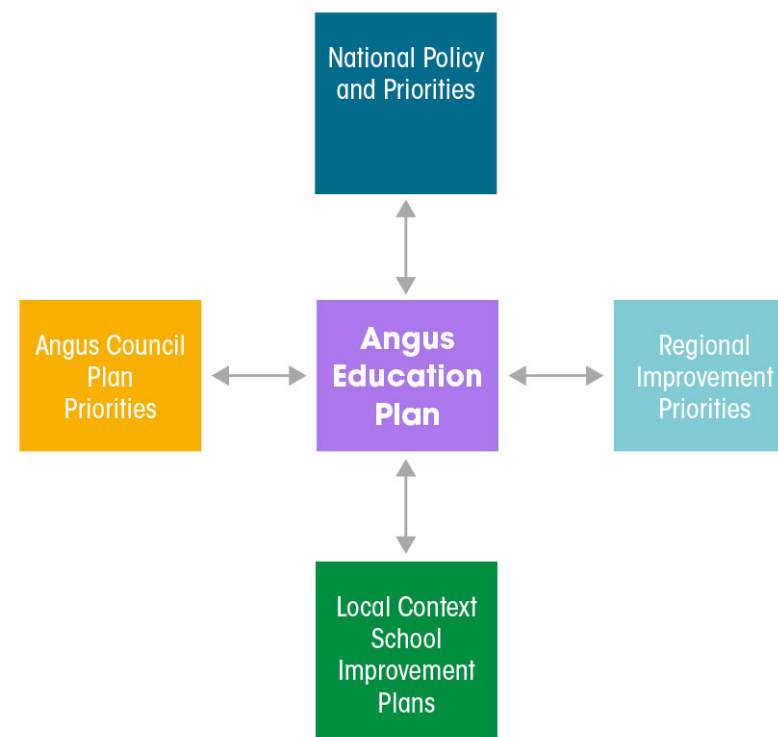 National Policy
and Priorities
Angus Council
Plan
Priorities
Angus
Education
Plan
Regional
Improvement
Priorities
Local Context
School
Improvement
Plans